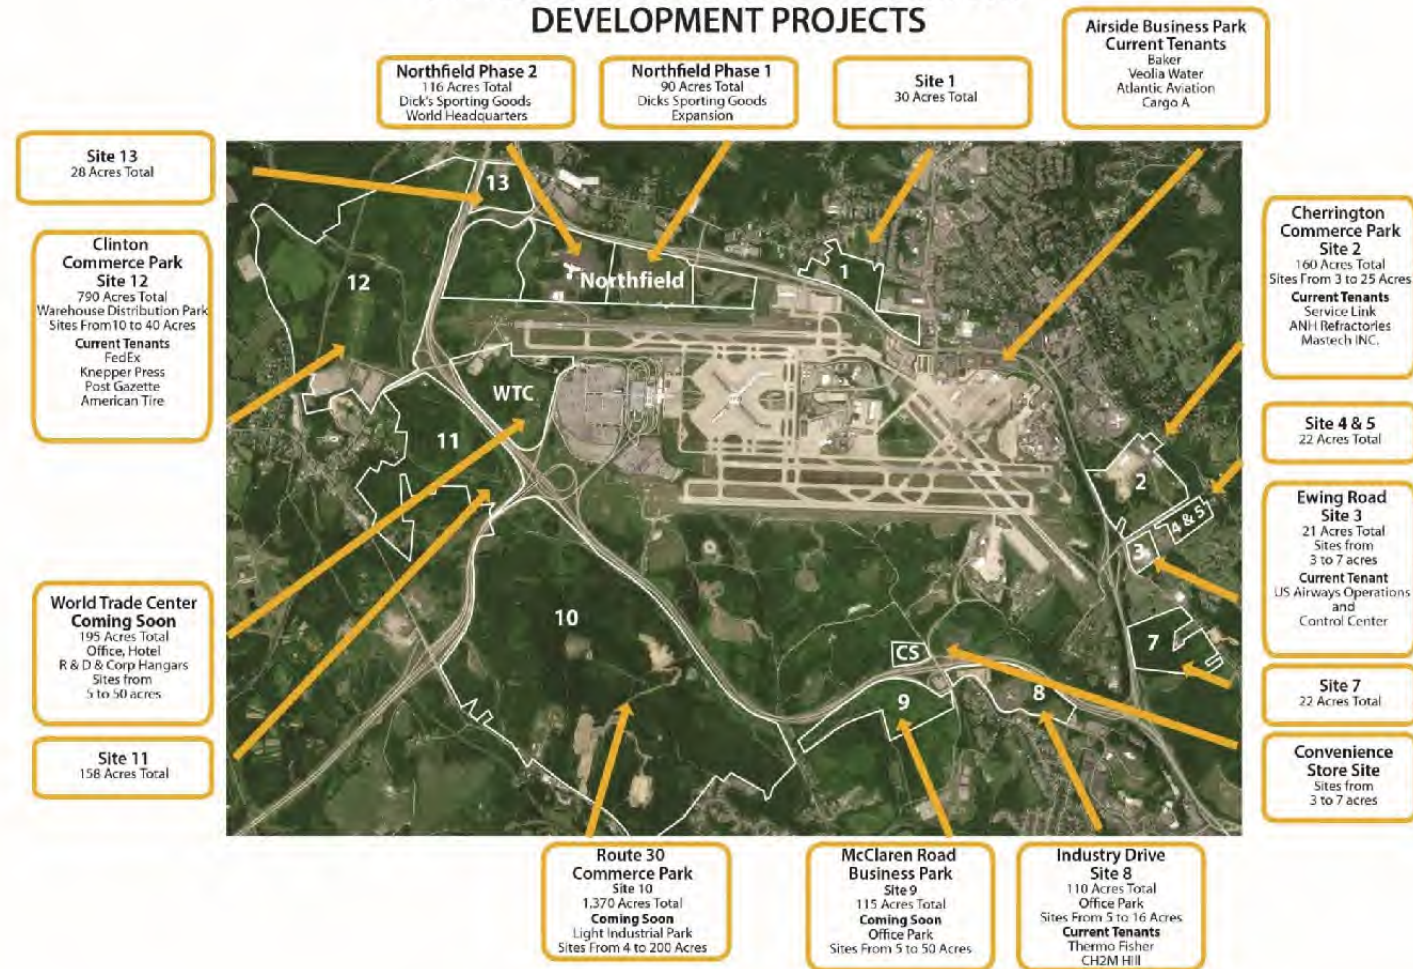 DEVELOPMENT PROJECTS
Northfield Phase 2
116 Acres Total
Dick's Sporting Goods
World Headquarters
Northfield Phase 1
90 Acres Total
Dicks Sporting Goods
Expansion
Site 1
30 Acres Total
Airside Business Park
Current Tenants
Baker
Veolia Water
Atlantic Aviation
Cargo A
Site 13
28 Acres Total
Clinton
Commerce Park
Site 12
790 Acres Total
Warehouse Distribution Park
Sites From10 to 40 Acres
Current Tenants
FedEx
Knepper Press
Post Gazette
American Tire
World Trade Center
Coming Soon
195 Acres Total
Office, Hotel
R & D & Corp Hangars
Sites from
5 to 50 acres
Site 11
158 Acres Total
13
12
Northfield
1
WTC
11
2
4 & 5
3
10
7
CS
9
8
Cherrington
Commerce Park
Site 2
160 Acres Total
Sites From 3 to 25 Acres
Current Tenants
Service Link
ANH Refractories
Mastech INC.
Site 4 & 5
22 Acres Total
Ewing Road
Site 3
21 Acres Total
Sites from
3 to 7 acres
Current Tenant
US Airways Operations
and
Control Center
Site 7
22 Acres Total
Convenience
Store Site
Sites from
3 to 7 acres
Route 30
Commerce Park
Site 10
1,370 Acres Total
Coming Soon
Light Industrial Park
Sites From 4 to 200 Acres
McClaren Road
Business Park
Site 9
115 Acres Total
Coming Soon
Office Park
Sites From 5 to 50 Acres
Industry Drive
Site 8
110 Acres Total
Office Park
Sites From 5 to 16 Acres
Current Tenants
Thermo Fisher
CH2M Hill